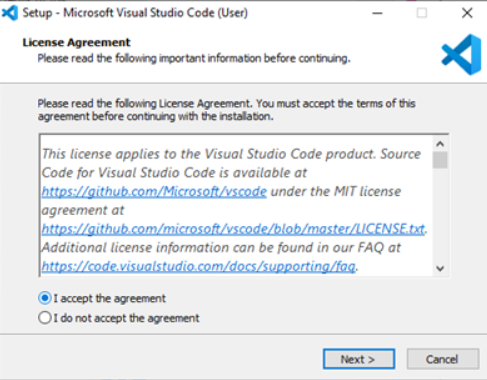 Setup - Microsoft Visual Studio Code (User)
License Agreement
Please read the following important information before continuing.
Please read the following License Agreement. You must accept the terms of this
agreement before continuing with the installation.
This license applies to the Visual Studio Code product. Source
Code for Visual Studio Code is available at
https://github.com/Microsoft/vscode under the MIT license
agreement at
https://github.com/microsoft/vscode/blob/master/LICENSE.txt.
Additional license information can be found in our FAQ at
https://code.visualstudio.com/docs/supporting/faq.
I accept the agreement
I do not accept the agreement
Next >
Cancel